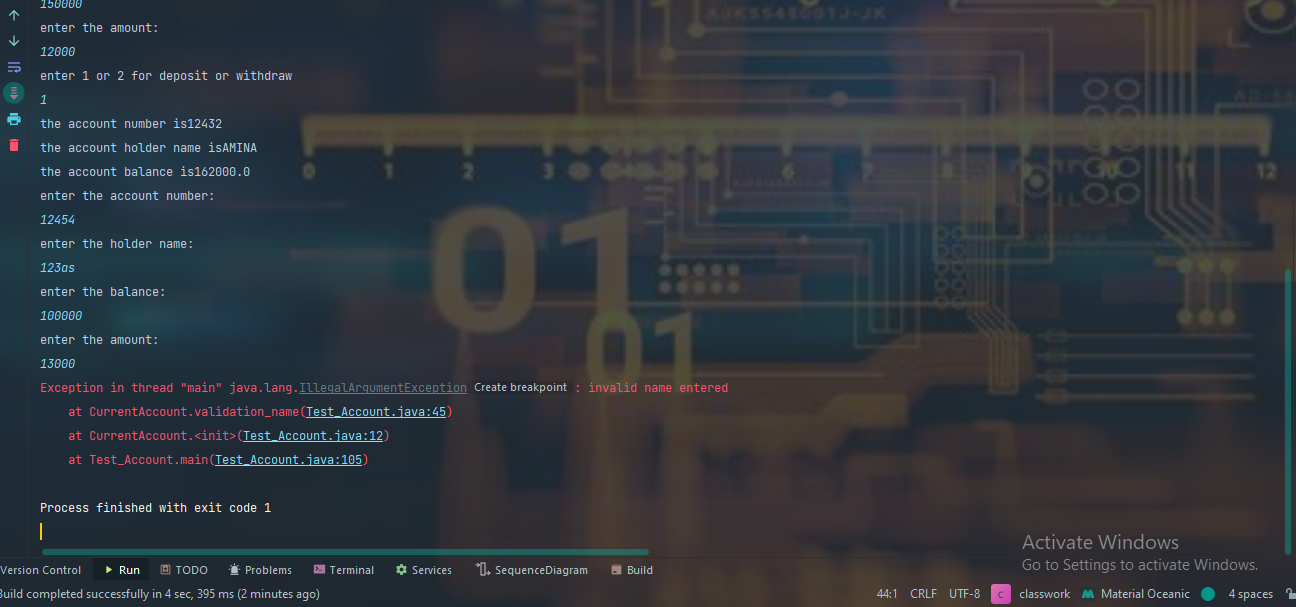 150000
enter the amount:
12000
enter 1 or 2 for deposit or withdraw
1
the account number is12432
the account holder name isAMINA
the account balance is162000.0
enter the account number:
12454
enter the holder name:
123as
enter the balance:
100000
enter the amount:
13000
Exception in thread "main" java.lang.IllegalArgumentException Create breakpoint : invalid name entered
at CurrentAccount.validation_name(Test_Account.java:45)
at CurrentAccount.<init>(Test_Account.java:12)
at Test_Account.main(Test_Account.java:105)
Process finished with exit code 1
AJKS5445001J-JK
0 1 2 3 6 7 8 9 10 11 12
01
01
Activate Windows
Go to Settings to activate Windows.
Version Control Run TODO Problems Terminal Services SequenceDiagram Build
Build completed successfully in 4 sec, 395 ms (2 minutes ago) 44:1 CRLF UTF-8 C classwork Material Oceanic 4 spaces